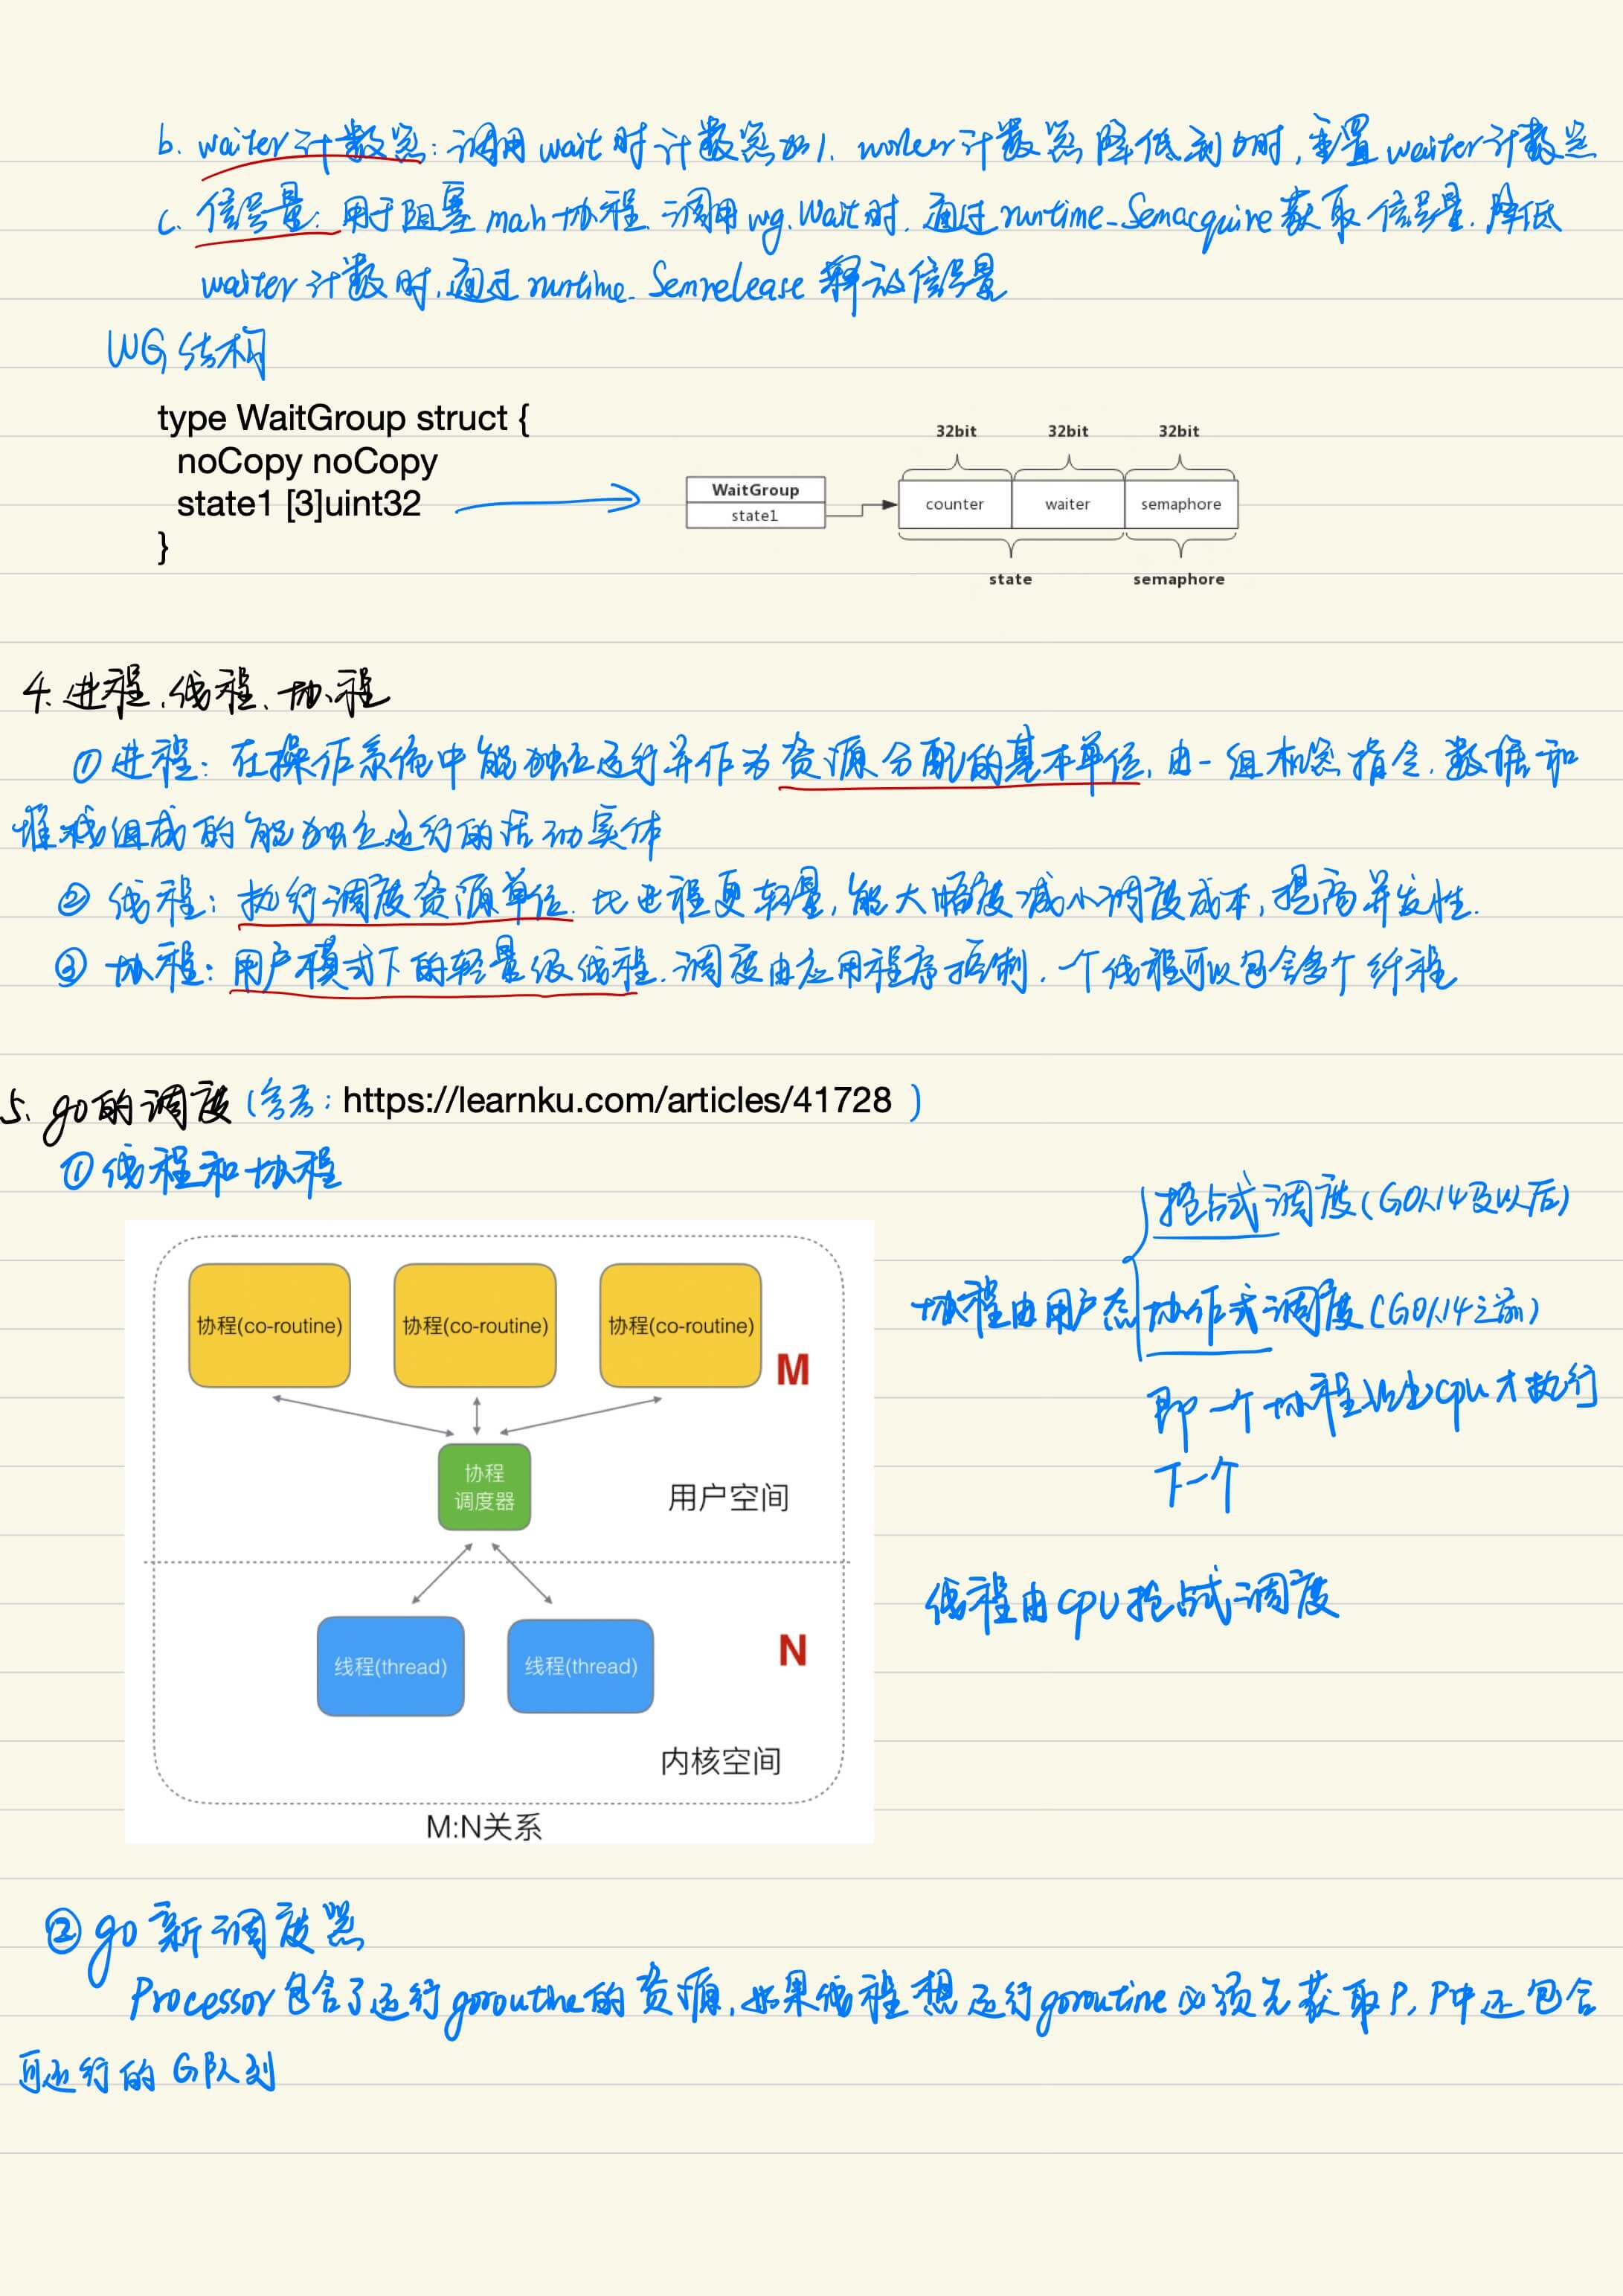 b. waiter计数器：调用wait时计数器加1. worker计数器降低到0时，重置waiter计数器
c. 信号量：用于阻塞main协程.调用wg.Wait时.通过runtime_Semacquire获取信号量.降低
waiter计数时,通过runtime_Semrelease释放信号量
WG结构
type WaitGroup struct {
noCopy noCopy
state1 [3]uint32
}
32bit 32bit 32bit
WaitGroup
state1
counter waiter semaphore
state semaphore
4.进程、线程、协程
①进程：在操作系统中能独立运行并作为资源分配的基本单位,由一组机器指令.数据和
堆栈组成的能独立运行的活动实体
②线程：执行调度资源单位.比进程更轻量,能大幅度减小调度成本,提高并发性.
③协程：用户模式下的轻量级线程.调度由应用程序控制.一个线程可以包含多个纤程
5、go的调度(参考：https://learnku.com/articles/41728 )
①线程和协程
协程(co-routine) 协程(co-routine) 协程(co-routine)
M
协程
调度器
用户空间
线程(thread) 线程(thread)
N
内核空间
M:N关系
抢占式调度(GO1.14及以后)
协程由用户态 协作式调度(GO1.14之前)
即一个协程让出cpu才执行
下一个
线程由CPU抢占式调度
②go新调度器
Processor包含了运行goroutine的资源,如果线程想运行goroutine必须先获取P,P中还包含
可运行的G队列